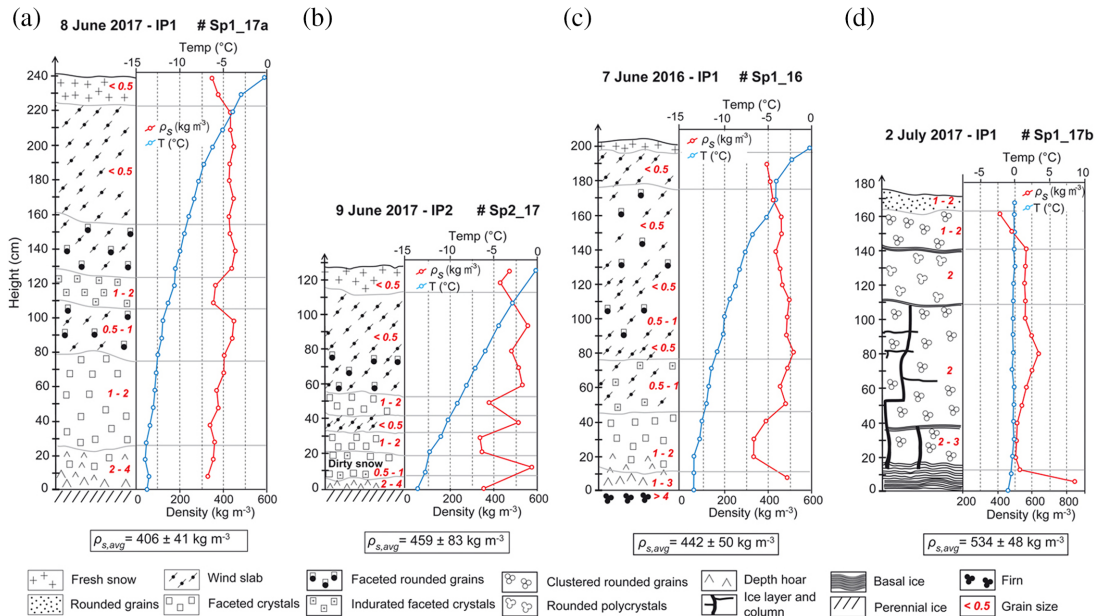 (a)
8 June 2017 - IP1 # Sp1_17a
Temp (°C)
-15 -10 -5 0
240
220
200
180
160
140
120
100
80
60
40
20
0
Height (cm)
< 0.5
ρs (kg m³)
T (°C)
< 0.5
1 - 2
0.5 - 1
1 - 2
2 - 4
0 200 400 600
Density (kg m-3)
ρs,avg = 406 ± 41 kg m-3
(b)
9 June 2017 - IP2 # Sp2_17
Temp (°C)
-15 -10 -5 0
120
100
80
60
40
20
0
ρs (kg m³)
T (°C)
< 0.5
< 0.5
1 - 2
< 0.5
1 - 2
Dirty snow
0.5 - 1
2 - 4
200 400 600
Density (kg m-3)
ρs,avg = 459 ± 83 kg m-3
(c)
7 June 2016 - IP1 # Sp1_16
Temp (°C)
-15 -10 -5 0
200
180
160
140
120
100
80
60
40
20
0
ρs (kg m³)
T (°C)
< 0.5
< 0.5
< 0.5
< 0.5
0.5 - 1
1 - 2
1 - 3
> 4
0 200 400 600
Density (kg m-3)
ρs,avg = 442 ± 50 kg m-3
(d)
2 July 2017 - IP1 # Sp1_17b
Temp (°C)
-5 0 5 10
180
160
140
120
100
80
60
40
20
0
ρs (kg m³)
T (°C)
1 - 2
1 - 2
2
2
2 - 3
200 400 600 800
Density (kg m-3)
ρs,avg = 534 ± 48 kg m-3
Fresh snow
Wind slab
Faceted rounded grains
Clustered rounded grains
Depth hoar
Basal ice
Firn
Rounded grains
Faceted crystals
Indurated faceted crystals
Rounded polycrystals
Ice layer and
column
Perennial ice
< 0.5
Grain size